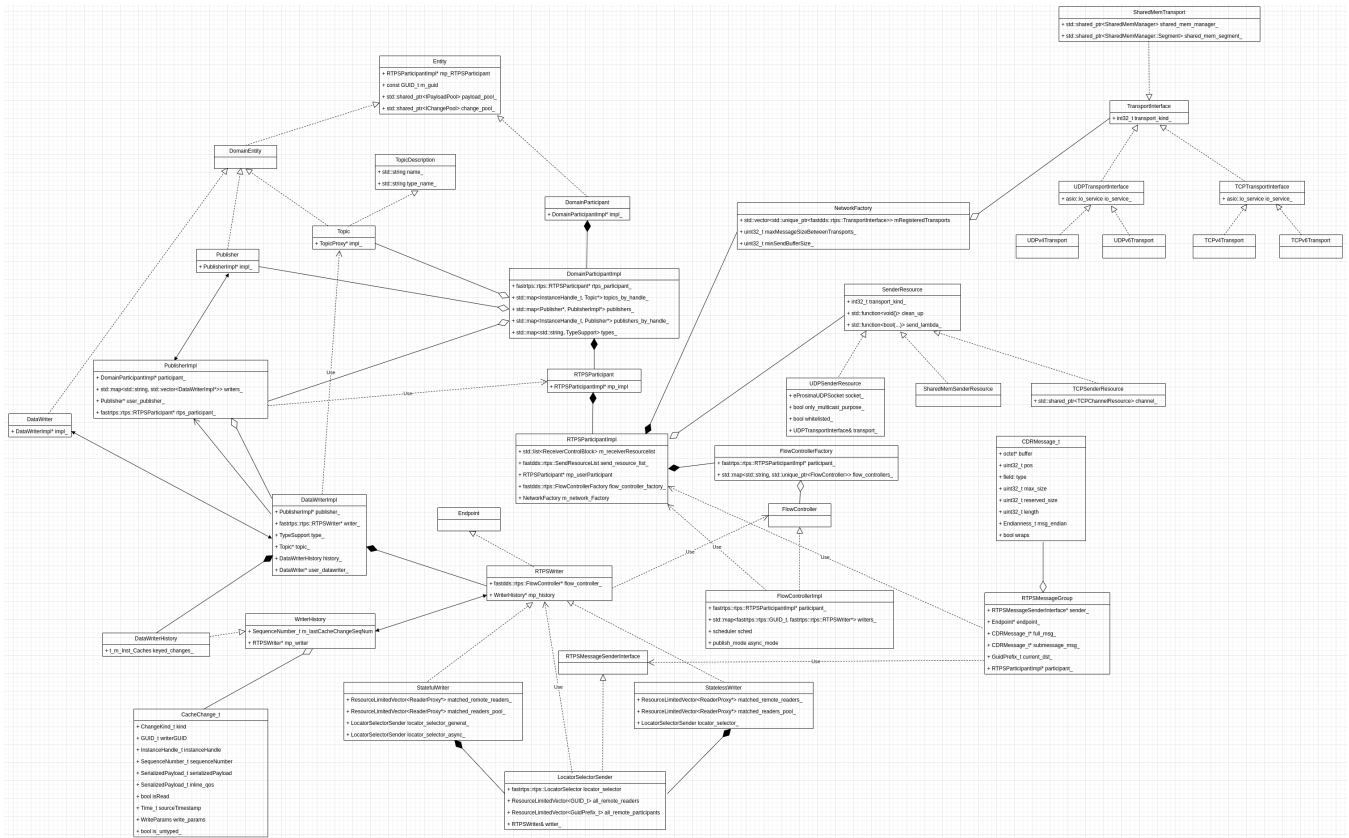 SharedMemTransport
+ std::shared_ptr<SharedMemManager> shared_mem_manager_
+ std::shared_ptr<SharedMemManager::Segment> shared_mem_segment_
Entity
+ RTPSParticipantImpl* mp_RTPSParticipant
+ const GUID_t m_guid
+ std::shared_ptr<IPayloadPool> payload_pool_
+ std::shared_ptr<IChangePool> change_pool_
TransportInterface
+ int32_t transport_kind_
DomainEntity
TopicDescription
+ std::string name_
+ std::string type_name_
UDPTransportInterface
+ asio::io_service io_service_
TCPTransportInterface
+ asio::io_service io_service_
DomainParticipant
+ DomainParticipantImpl* impl_
NetworkFactory
+ std::vector<std::unique_ptr<fastdds::rtps::TransportInterface>> mRegisteredTransports
+ uint32_t maxMessageSizeBetweenTransports_
+ uint32_t minSendBufferSize_
Topic
+ TopicProxy* impl_
UDPv4Transport
UDPv6Transport
TCPv4Transport
TCPv6Transport
Publisher
+ PublisherImpl* impl_
DomainParticipantImpl
+ fastrtps::rtps::RTPSParticipant* rtps_participant_
+ std::map<InstanceHandle_t, Topic*> topics_by_handle_
+ std::map<Publisher*, PublisherImpl*> publishers_
+ std::map<InstanceHandle_t, Publisher*> publishers_by_handle_
+ std::map<std::string, TypeSupport> types_
SenderResource
+ int32_t transport_kind_
+ std::function<void()> clean_up
+ std::function<bool(...)> send_lambda_
PublisherImpl
+ DomainParticipantImpl* participant_
+ std::map<std::string, std::vector<DataWriterImpl*>> writers_
+ Publisher* user_publisher_
+ fastrtps::rtps::RTPSParticipant* rtps_participant_
Use
RTPSParticipant
+ RTPSParticipantImpl* mp_impl
Use
UDPSenderResource
+ eProsimaUDPSocket socket_
+ bool only_multicast_purpose_
+ bool whitelisted_
+ UDPTransportInterface& transport_
SharedMemSenderResource
TCPSenderResource
+ std::shared_ptr<TCPChannelResource> channel_
DataWriter
+ DataWriterImpl* impl_
RTPSParticipantImpl
+ std::list<ReceiverControlBlock> m_receiverResourcelist
+ fastdds::rtps::SendResourceList send_resource_list_
+ RTPSParticipant* mp_userParticipant
+ fastdds::rtps::FlowControllerFactory flow_controller_factory_
+ NetworkFactory m_network_Factory
FlowControllerFactory
+ fastrtps::rtps::RTPSParticipantImpl* participant_
+ std::map<std::string, std::unique_ptr<FlowController>> flow_controllers_
CDRMessage_t
+ octet* buffer
+ uint32_t pos
+ field: type
+ uint32_t max_size
+ uint32_t reserved_size
+ uint32_t length
+ Endianness_t msg_endian
+ bool wraps
DataWriterImpl
+ PublisherImpl* publisher_
+ fastrtps::rtps::RTPSWriter* writer_
+ TypeSupport type_
+ Topic* topic_
+ DataWriterHistory history_
+ DataWriter* user_datawriter_
Endpoint
FlowController
Use
Use
Use
RTPSWriter
+ fastdds::rtps::FlowController* flow_controller_
+ WriterHistory* mp_history
FlowControllerImpl
+ fastrtps::rtps::RTPSParticipantImpl* participant_
+ std::map<fastrtps::rtps::GUID_t, fastrtps::rtps::RTPSWriter*> writers_
+ scheduler sched
+ publish_mode async_mode
RTPSMessageGroup
+ RTPSMessageSenderInterface* sender_
+ Endpoint* endpoint_
+ CDRMessage_t* full_msg_
+ CDRMessage_t* submessage_msg_
+ GuidPrefix_t current_dst_
+ RTPSParticipantImpl* participant_
WriterHistory
+ SequenceNumber_t m_lastCacheChangeSeqNum
+ RTPSWriter* mp_writer
DataWriterHistory
+ t_m_Inst_Caches keyed_changes_
RTPSMessageSenderInterface
Use
StatefulWriter
+ ResourceLimitedVector<ReaderProxy*> matched_remote_readers_
+ ResourceLimitedVector<ReaderProxy*> matched_readers_pool_
+ LocatorSelectorSender locator_selector_general_
+ LocatorSelectorSender locator_selector_async_
Use
StatelessWriter
+ ResourceLimitedVector<ReaderProxy*> matched_remote_readers_
+ ResourceLimitedVector<ReaderProxy*> matched_readers_pool_
+ LocatorSelectorSender locator_selector_
CacheChange_t
+ ChangeKind_t kind
+ GUID_t writerGUID
+ InstanceHandle_t instanceHandle
+ SequenceNumber_t sequenceNumber
+ SerializedPayload_t serializedPayload
+ SerializedPayload_t inline_qos
+ bool isRead
+ Time_t sourceTimestamp
+ WriteParams write_params
+ bool is_untyped_
LocatorSelectorSender
+ fastrtps::rtps::LocatorSelector locator_selector
+ ResourceLimitedVector<GUID_t> all_remote_readers
+ ResourceLimitedVector<GuidPrefix_t> all_remote_participants
+ RTPSWriter& writer_